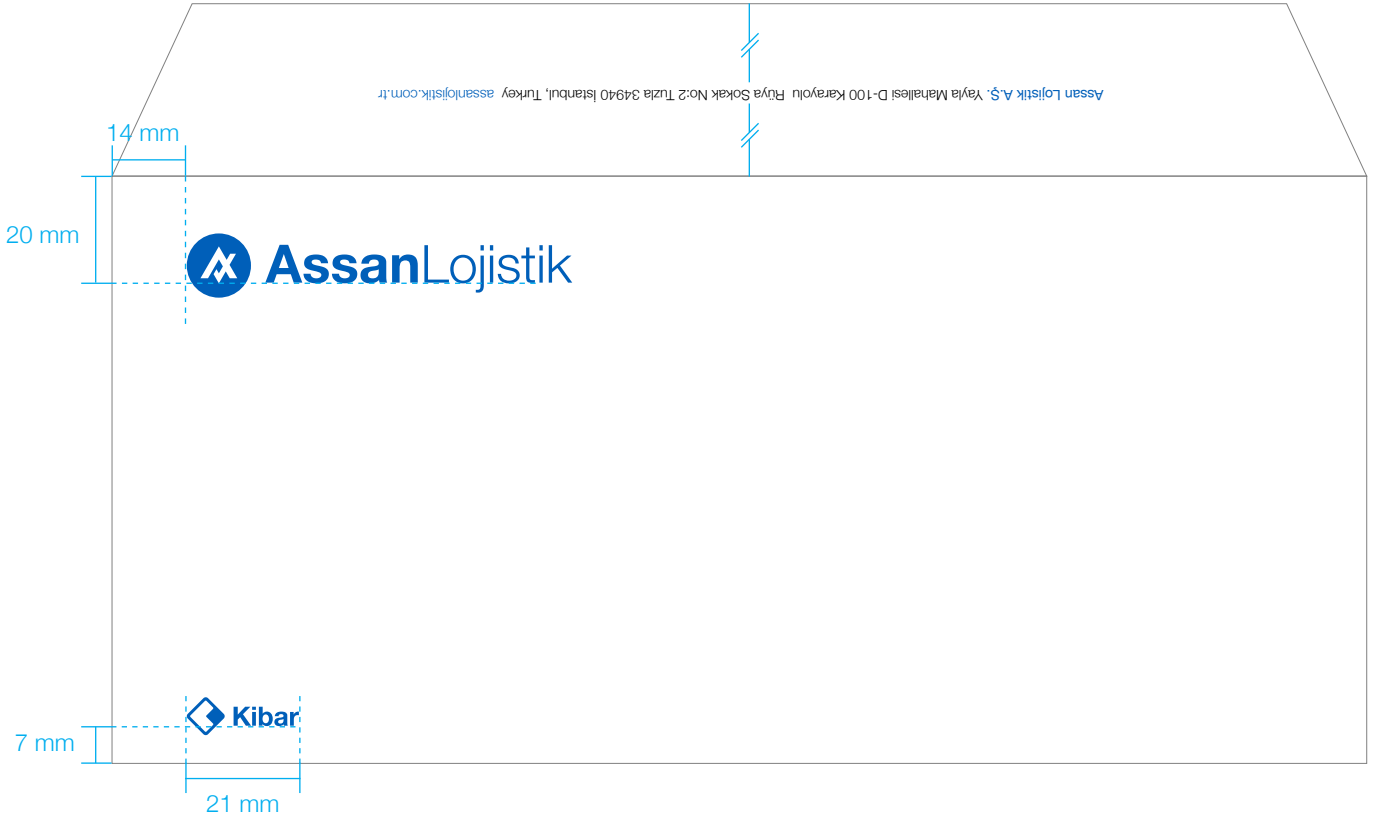 Assan Lojistik A.Ş. Yayla Mahallesi D-100 Karayolu Rüya Sokak No:2 Tuzla 34940 İstanbul, Turkey assanlojistik.com.tr
14 mm
20 mm
AssanLojistik
Kibar
7 mm
21 mm